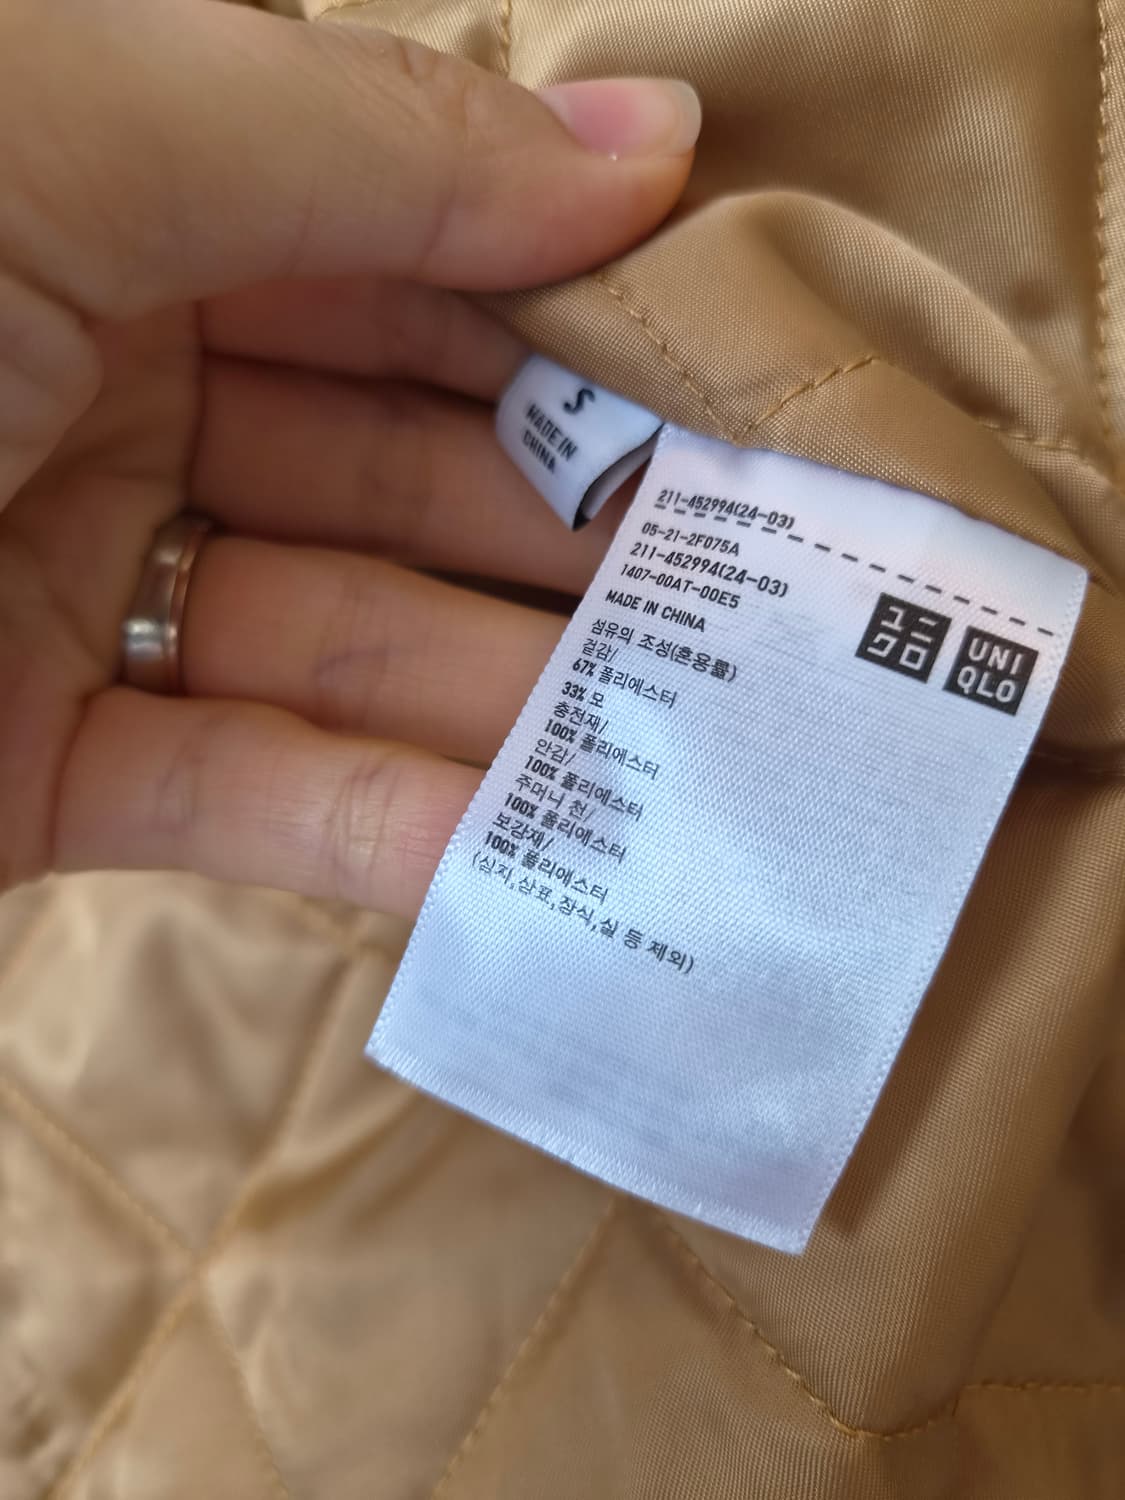 S
MADE IN
CHINA
211-452994(24-03)
05-21-2F075A
211-452994(24-03)
1407-00AT-00E5
MADE IN CHINA
ユニ
クロ
UNI
QLO
섬유의 조성(혼용률)
겉감/
67% 폴리에스터
33% 모
충전재/
100% 폴리에스터
안감/
100% 폴리에스터
주머니 천/
100% 폴리에스터
보강재/
100% 폴리에스터
(심지,상표,장식,실 등 제외)